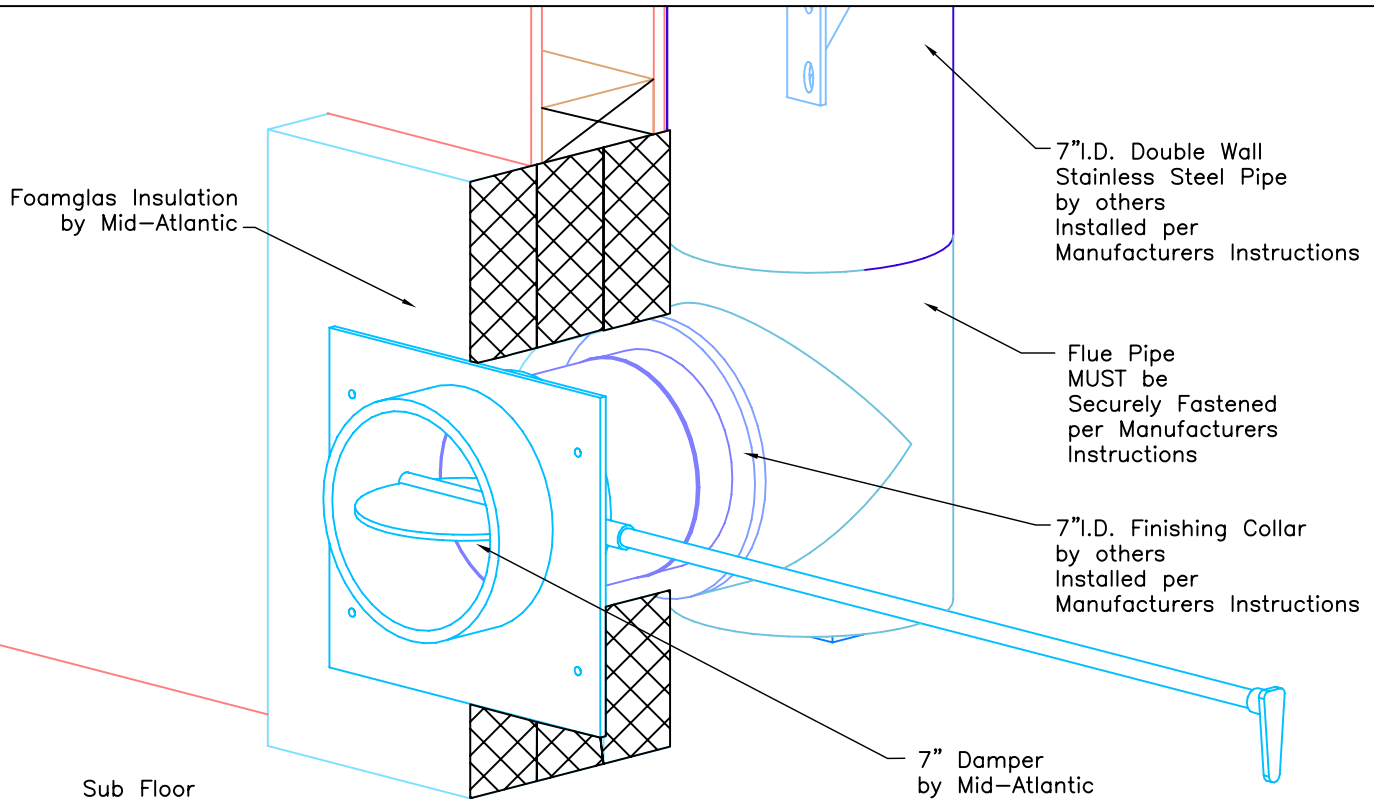 Foamglas Insulation
by Mid-Atlantic
7"I.D. Double Wall
Stainless Steel Pipe
by others
Installed per
Manufacturers Instructions
Flue Pipe
MUST be
Securely Fastened
per Manufacturers
Instructions
7"I.D. Finishing Collar
by others
Installed per
Manufacturers Instructions
7" Damper
by Mid-Atlantic
Sub Floor